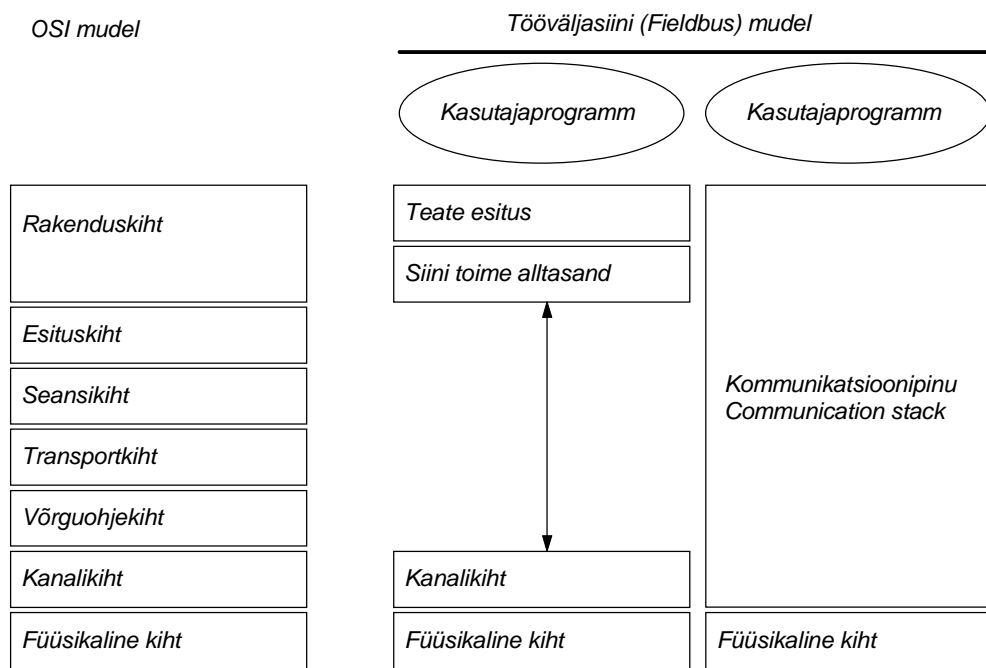 OSI mudel
Tööväljasiini (Fieldbus) mudel
Kasutajaprogramm
Kasutajaprogramm
Rakenduskiht
Esituskiht
Seansikiht
Transportkiht
Võrguohjekiht
Kanalikiht
Füüsikaline kiht
Teate esitus
Siini toime alltasand
Kanalikiht
Füüsikaline kiht
Kommunikatsioonipinu
Communication stack
Füüsikaline kiht